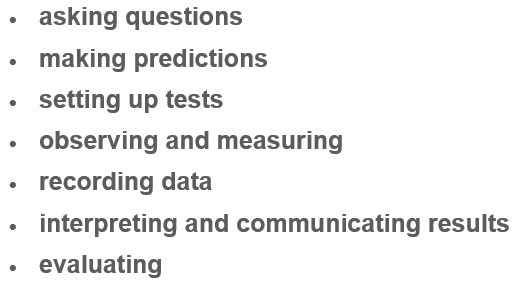 • asking questions
• making predictions
• setting up tests
• observing and measuring
• recording data
• interpreting and communicating results
• evaluating